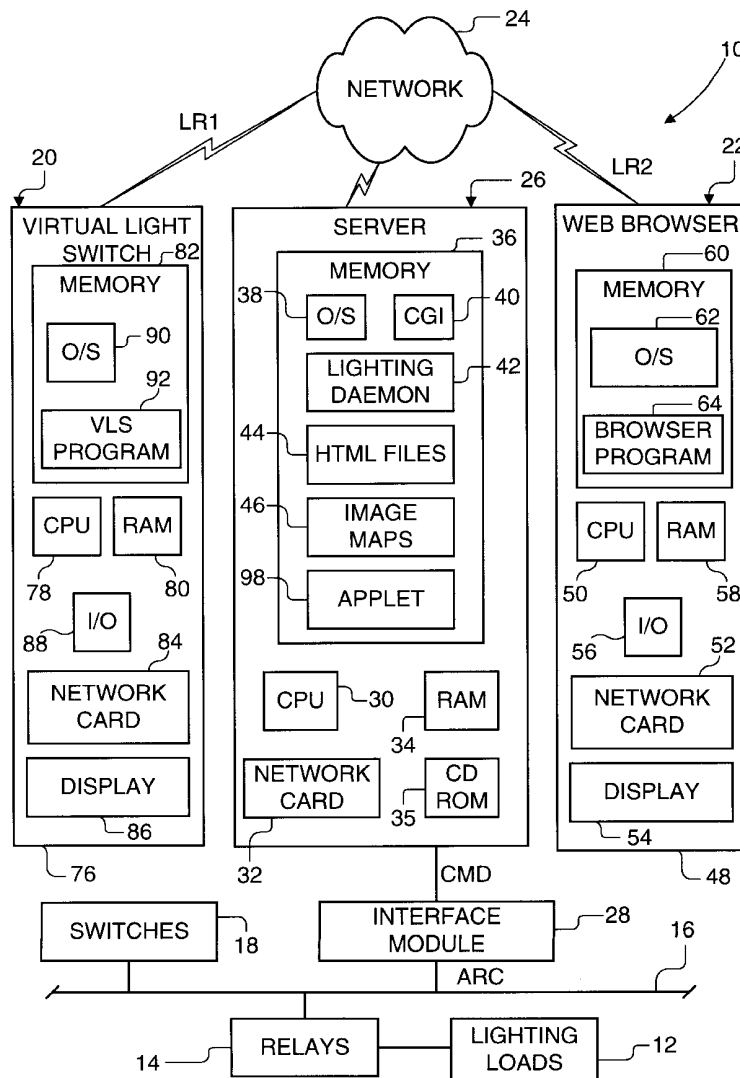 24
10
NETWORK
LR1
LR2
20
26
22
VIRTUAL LIGHT
SWITCH
82
MEMORY
O/S
90
92
VLS
PROGRAM
CPU
RAM
78
80
I/O
88
84
NETWORK
CARD
DISPLAY
86
76
SERVER
36
MEMORY
38
O/S
CGI
40
LIGHTING
DAEMON
42
44
HTML FILES
46
IMAGE
MAPS
98
APPLET
CPU
30
RAM
34
NETWORK
CARD
32
CD
ROM
35
WEB BROWSER
60
MEMORY
62
O/S
64
BROWSER
PROGRAM
CPU
RAM
50
58
I/O
56
52
NETWORK
CARD
DISPLAY
54
48
CMD
SWITCHES
18
INTERFACE
MODULE
28
ARC
16
RELAYS
14
LIGHTING
LOADS
12